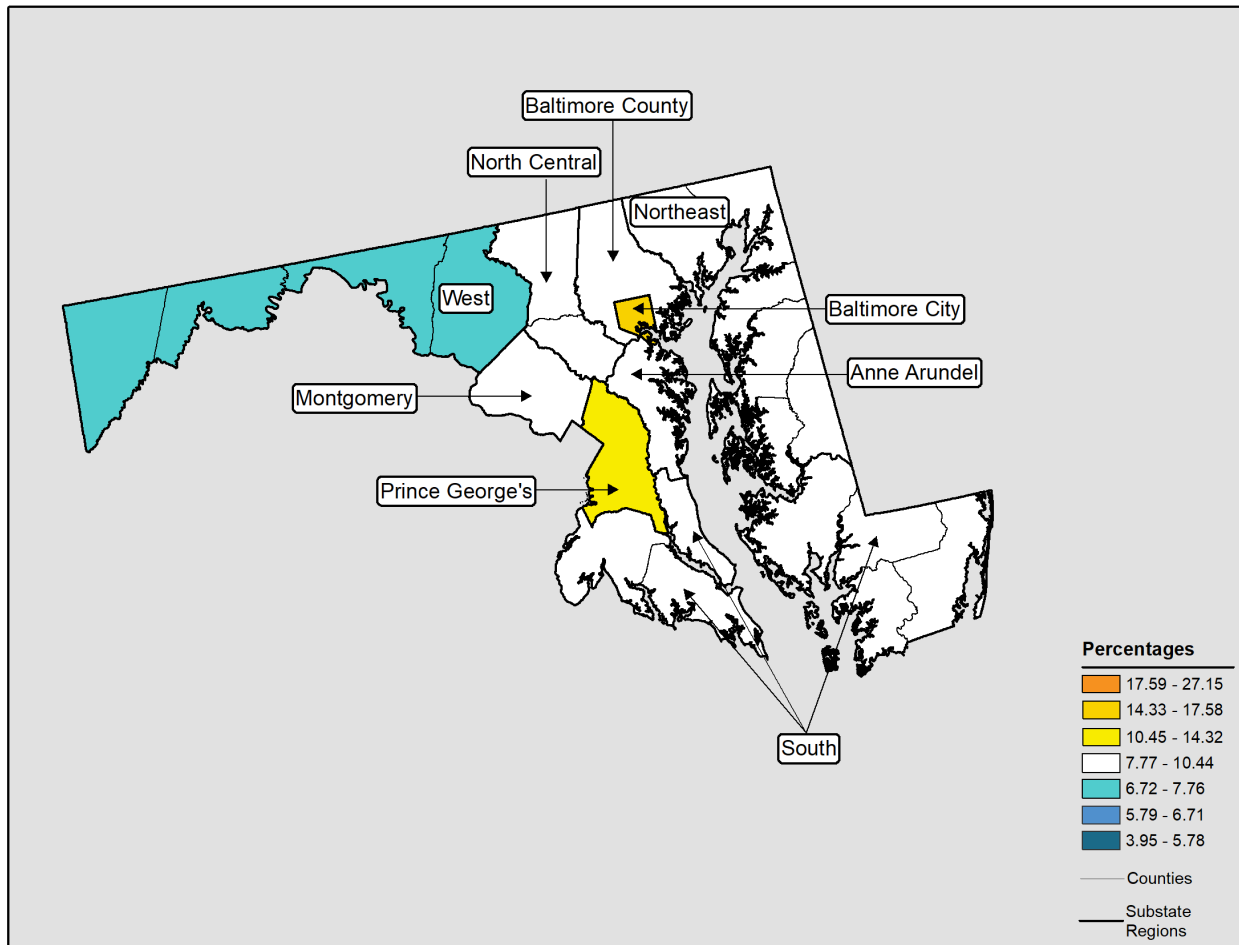 Baltimore County
North Central
Northeast
West
Baltimore City
Anne Arundel
Montgomery
Prince George's
South
Percentages
17.59 - 27.15
14.33 - 17.58
10.45 - 14.32
7.77 - 10.44
6.72 - 7.76
5.79 - 6.71
3.95 - 5.78
Counties
Substate
Regions